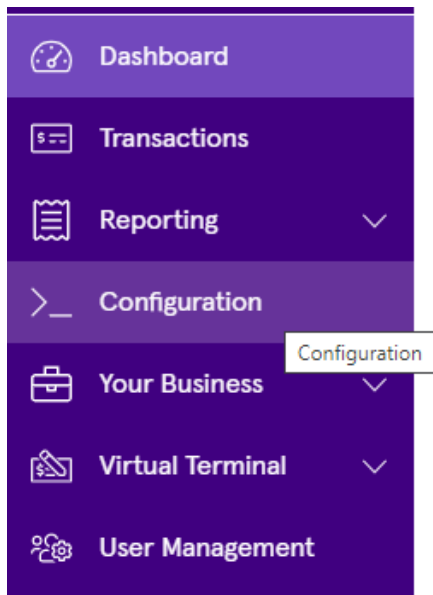 Dashboard
Transactions
Reporting
Configuration
Configuration
Your Business
Virtual Terminal
User Management